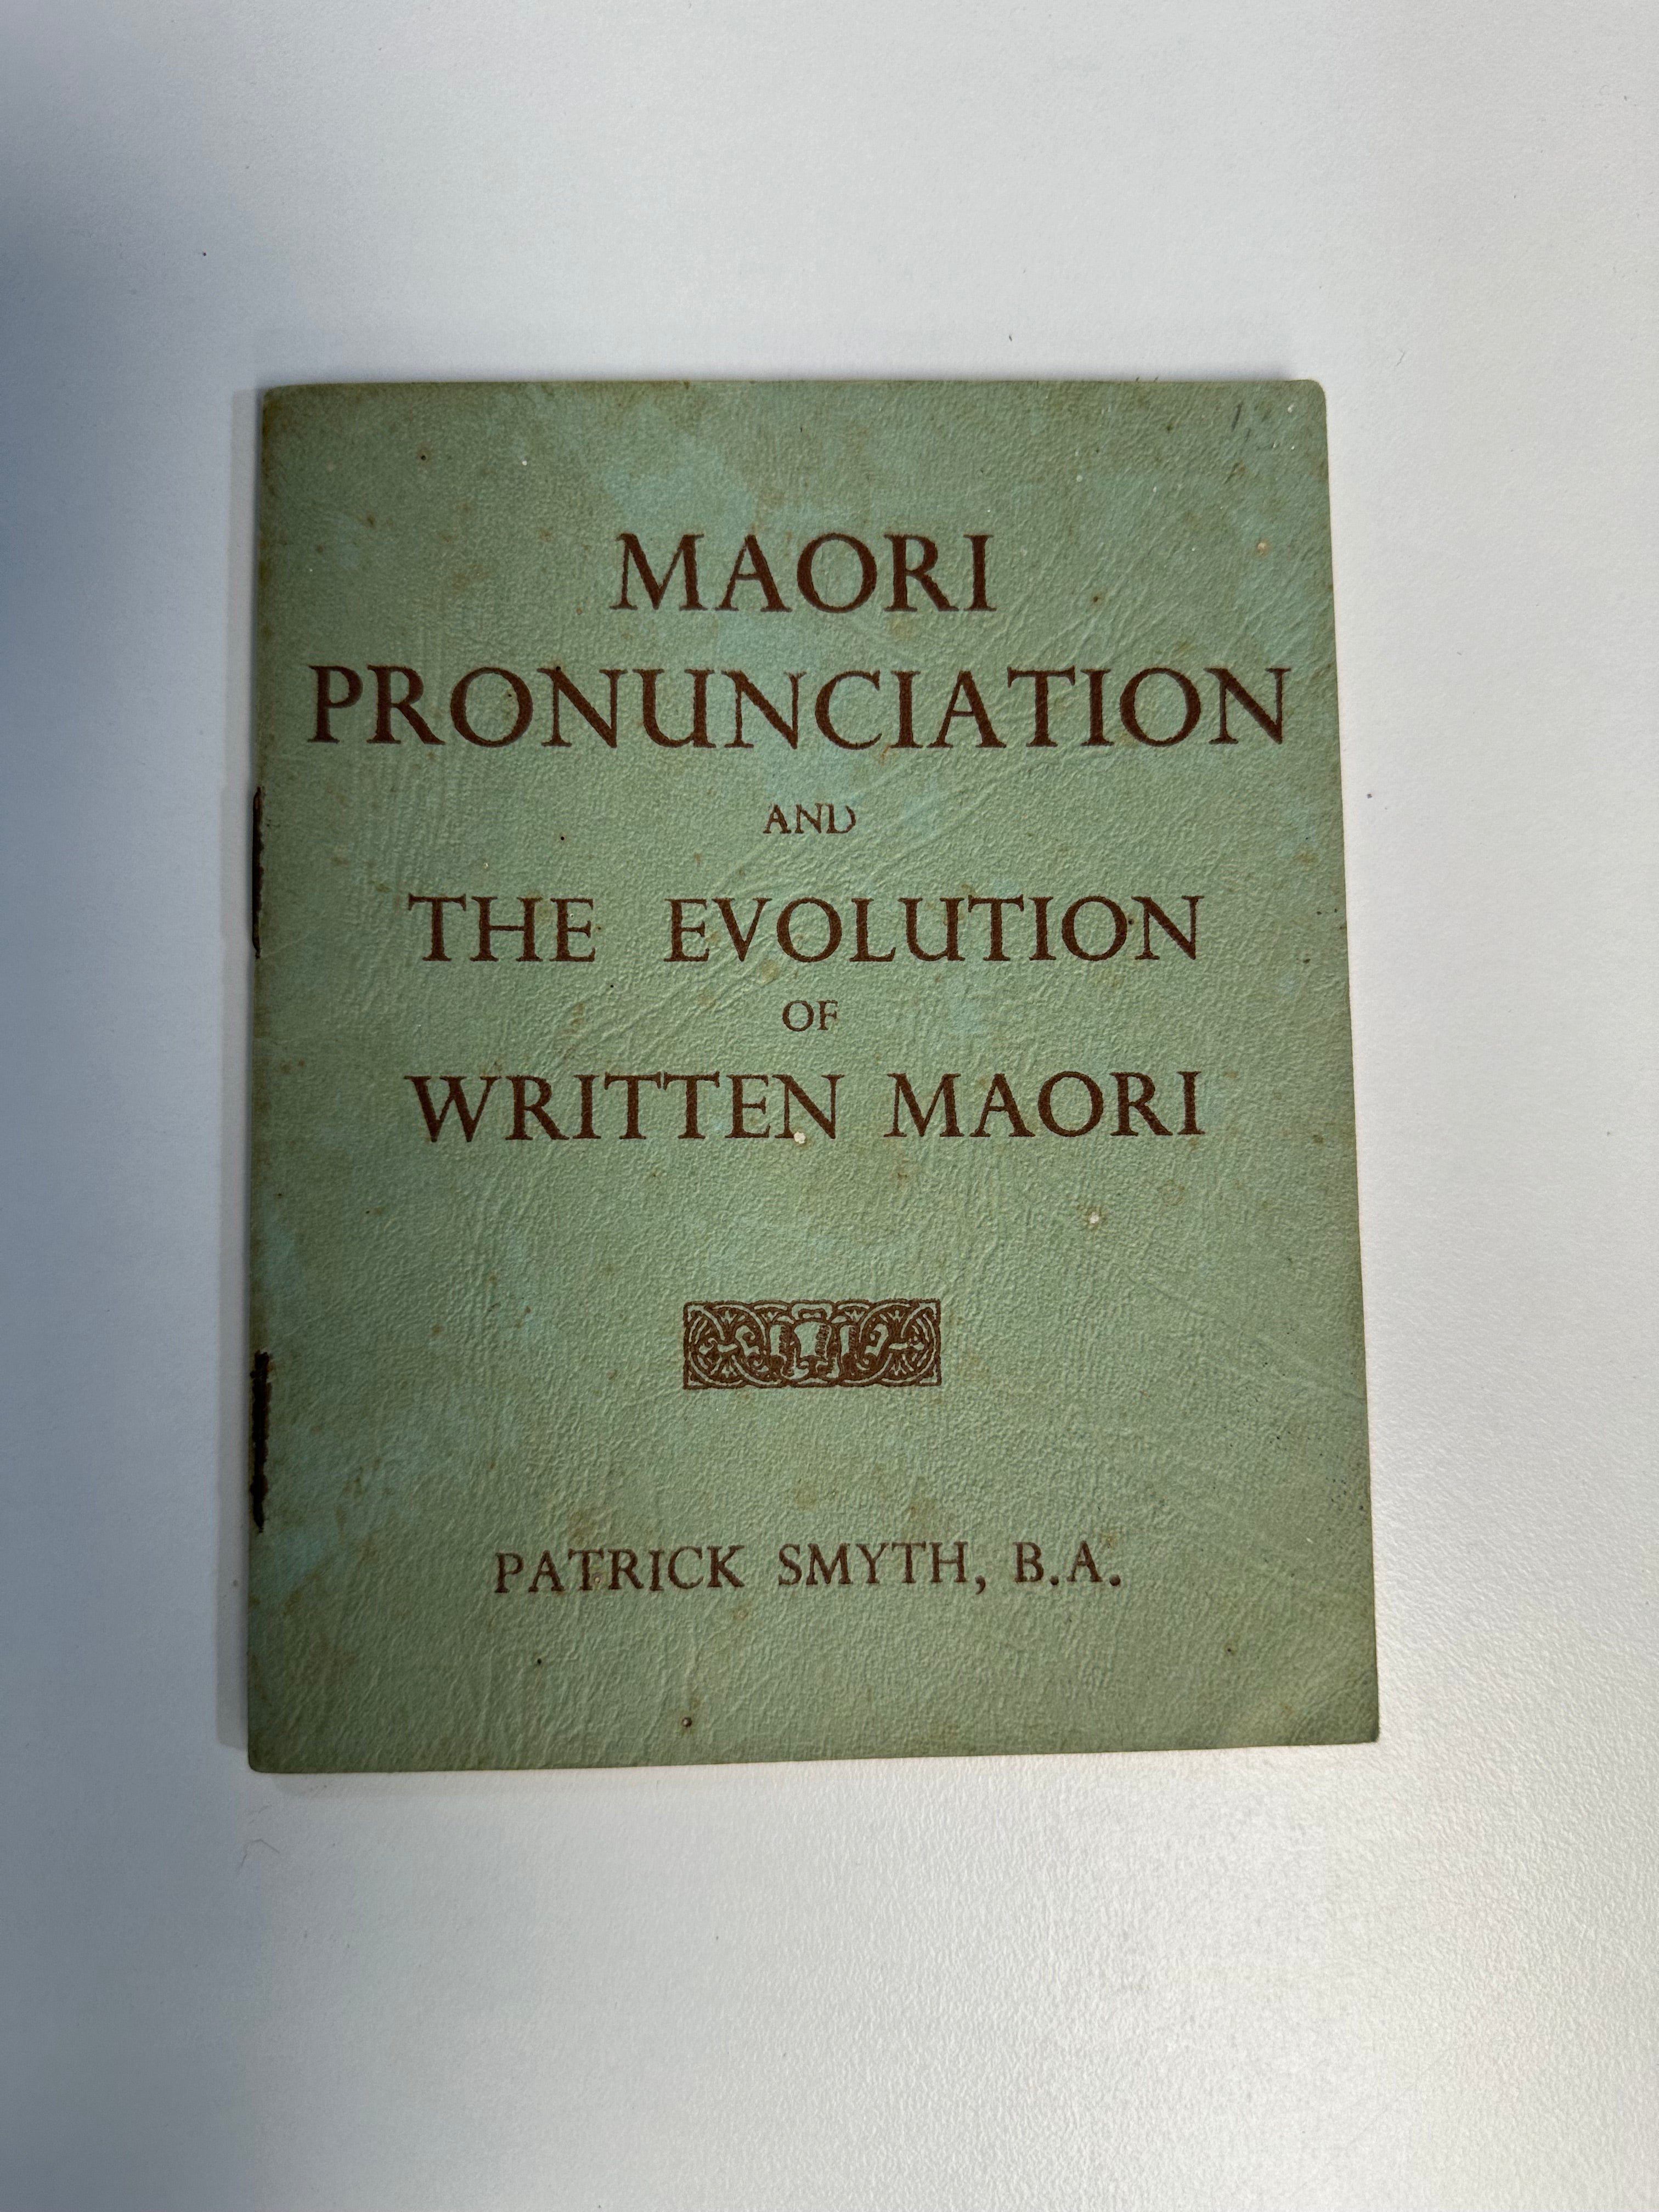 MAORI
PRONUNCIATION
AND
THE EVOLUTION
OF
WRITTEN MAORI
PATRICK SMYTH, B.A.